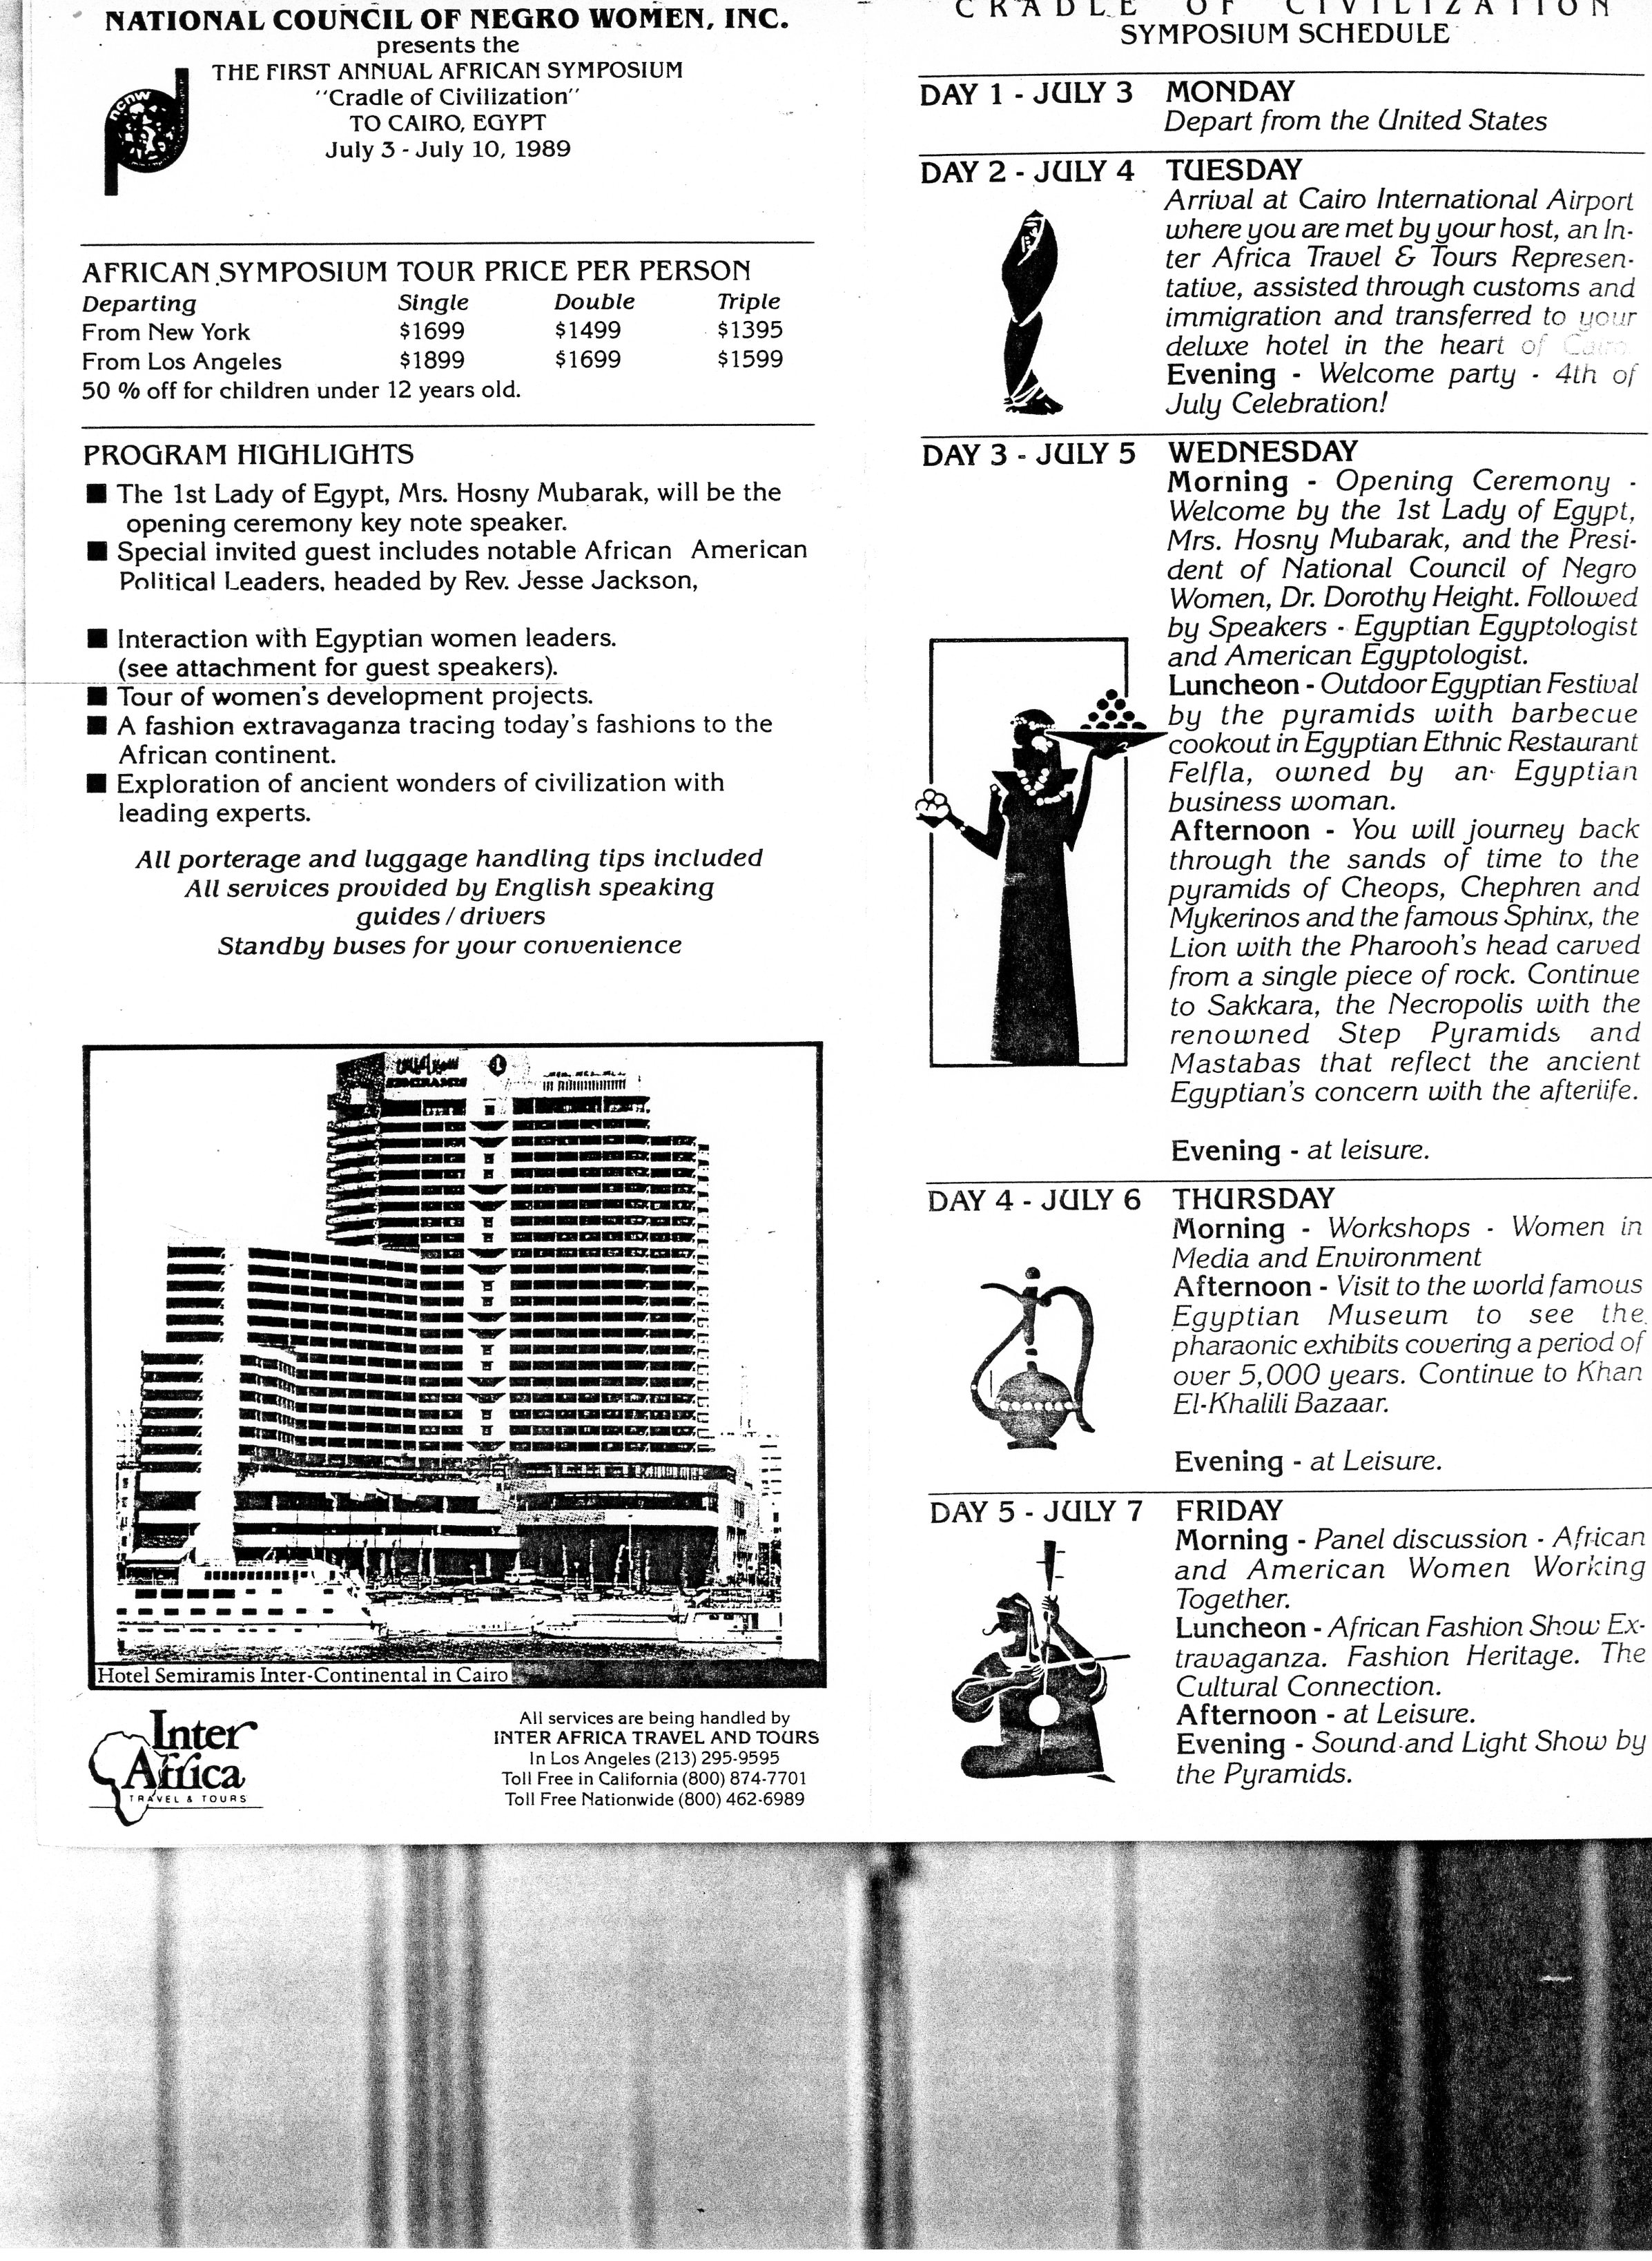 NATIONAL COUNCIL OF NEGRO WOMEN, INC.
presents the
THE FIRST ANNUAL AFRICAN SYMPOSIUM
"Cradle of Civilization"
TO CAIRO, EGYPT
July 3 - July 10, 1989
ncnw
AFRICAN SYMPOSIUM TOUR PRICE PER PERSON
Departing Single Double Triple
From New York $1699 $1499 $1395
From Los Angeles $1899 $1699 $1599
50 % off for children under 12 years old.
PROGRAM HIGHLIGHTS
■ The 1st Lady of Egypt, Mrs. Hosny Mubarak, will be the
opening ceremony key note speaker.
■ Special invited guest includes notable African American
Political Leaders, headed by Rev. Jesse Jackson,
■ Interaction with Egyptian women leaders.
(see attachment for guest speakers).
■ Tour of women's development projects.
■ A fashion extravaganza tracing today's fashions to the
African continent.
■ Exploration of ancient wonders of civilization with
leading experts.
All porterage and luggage handling tips included
All services provided by English speaking
guides / drivers
Standby buses for your convenience
SEMIRAMIS
Hotel Semiramis Inter-Continental in Cairo
Inter
Africa
TRAVEL & TOURS
All services are being handled by
INTER AFRICA TRAVEL AND TOURS
In Los Angeles (213) 295-9595
Toll Free in California (800) 874-7701
Toll Free Nationwide (800) 462-6989
CRADLE OF CIVILIZATION
SYMPOSIUM SCHEDULE
DAY 1 - JULY 3 MONDAY
Depart from the United States
DAY 2 - JULY 4 TUESDAY
Arrival at Cairo International Airport
where you are met by your host, an In-
ter Africa Travel & Tours Represen-
tative, assisted through customs and
immigration and transferred to your
deluxe hotel in the heart of Cairo.
Evening - Welcome party - 4th of
July Celebration!
DAY 3 - JULY 5 WEDNESDAY
Morning - Opening Ceremony -
Welcome by the 1st Lady of Egypt,
Mrs. Hosny Mubarak, and the Presi-
dent of National Council of Negro
Women, Dr. Dorothy Height. Followed
by Speakers - Egyptian Egyptologist
and American Egyptologist.
Luncheon - Outdoor Egyptian Festival
by the pyramids with barbecue
cookout in Egyptian Ethnic Restaurant
Felfla, owned by an Egyptian
business woman.
Afternoon - You will journey back
through the sands of time to the
pyramids of Cheops, Chephren and
Mykerinos and the famous Sphinx, the
Lion with the Pharooh's head carved
from a single piece of rock. Continue
to Sakkara, the Necropolis with the
renowned Step Pyramids and
Mastabas that reflect the ancient
Egyptian's concern with the afterlife.
Evening - at leisure.
DAY 4 - JULY 6 THURSDAY
Morning - Workshops - Women in
Media and Environment
Afternoon - Visit to the world famous
Egyptian Museum to see the
pharaonic exhibits covering a period of
over 5,000 years. Continue to Khan
El-Khalili Bazaar.
Evening - at Leisure.
DAY 5 - JULY 7 FRIDAY
Morning - Panel discussion - African
and American Women Working
Together.
Luncheon - African Fashion Show Ex-
travaganza. Fashion Heritage. The
Cultural Connection.
Afternoon - at Leisure.
Evening - Sound and Light Show by
the Pyramids.